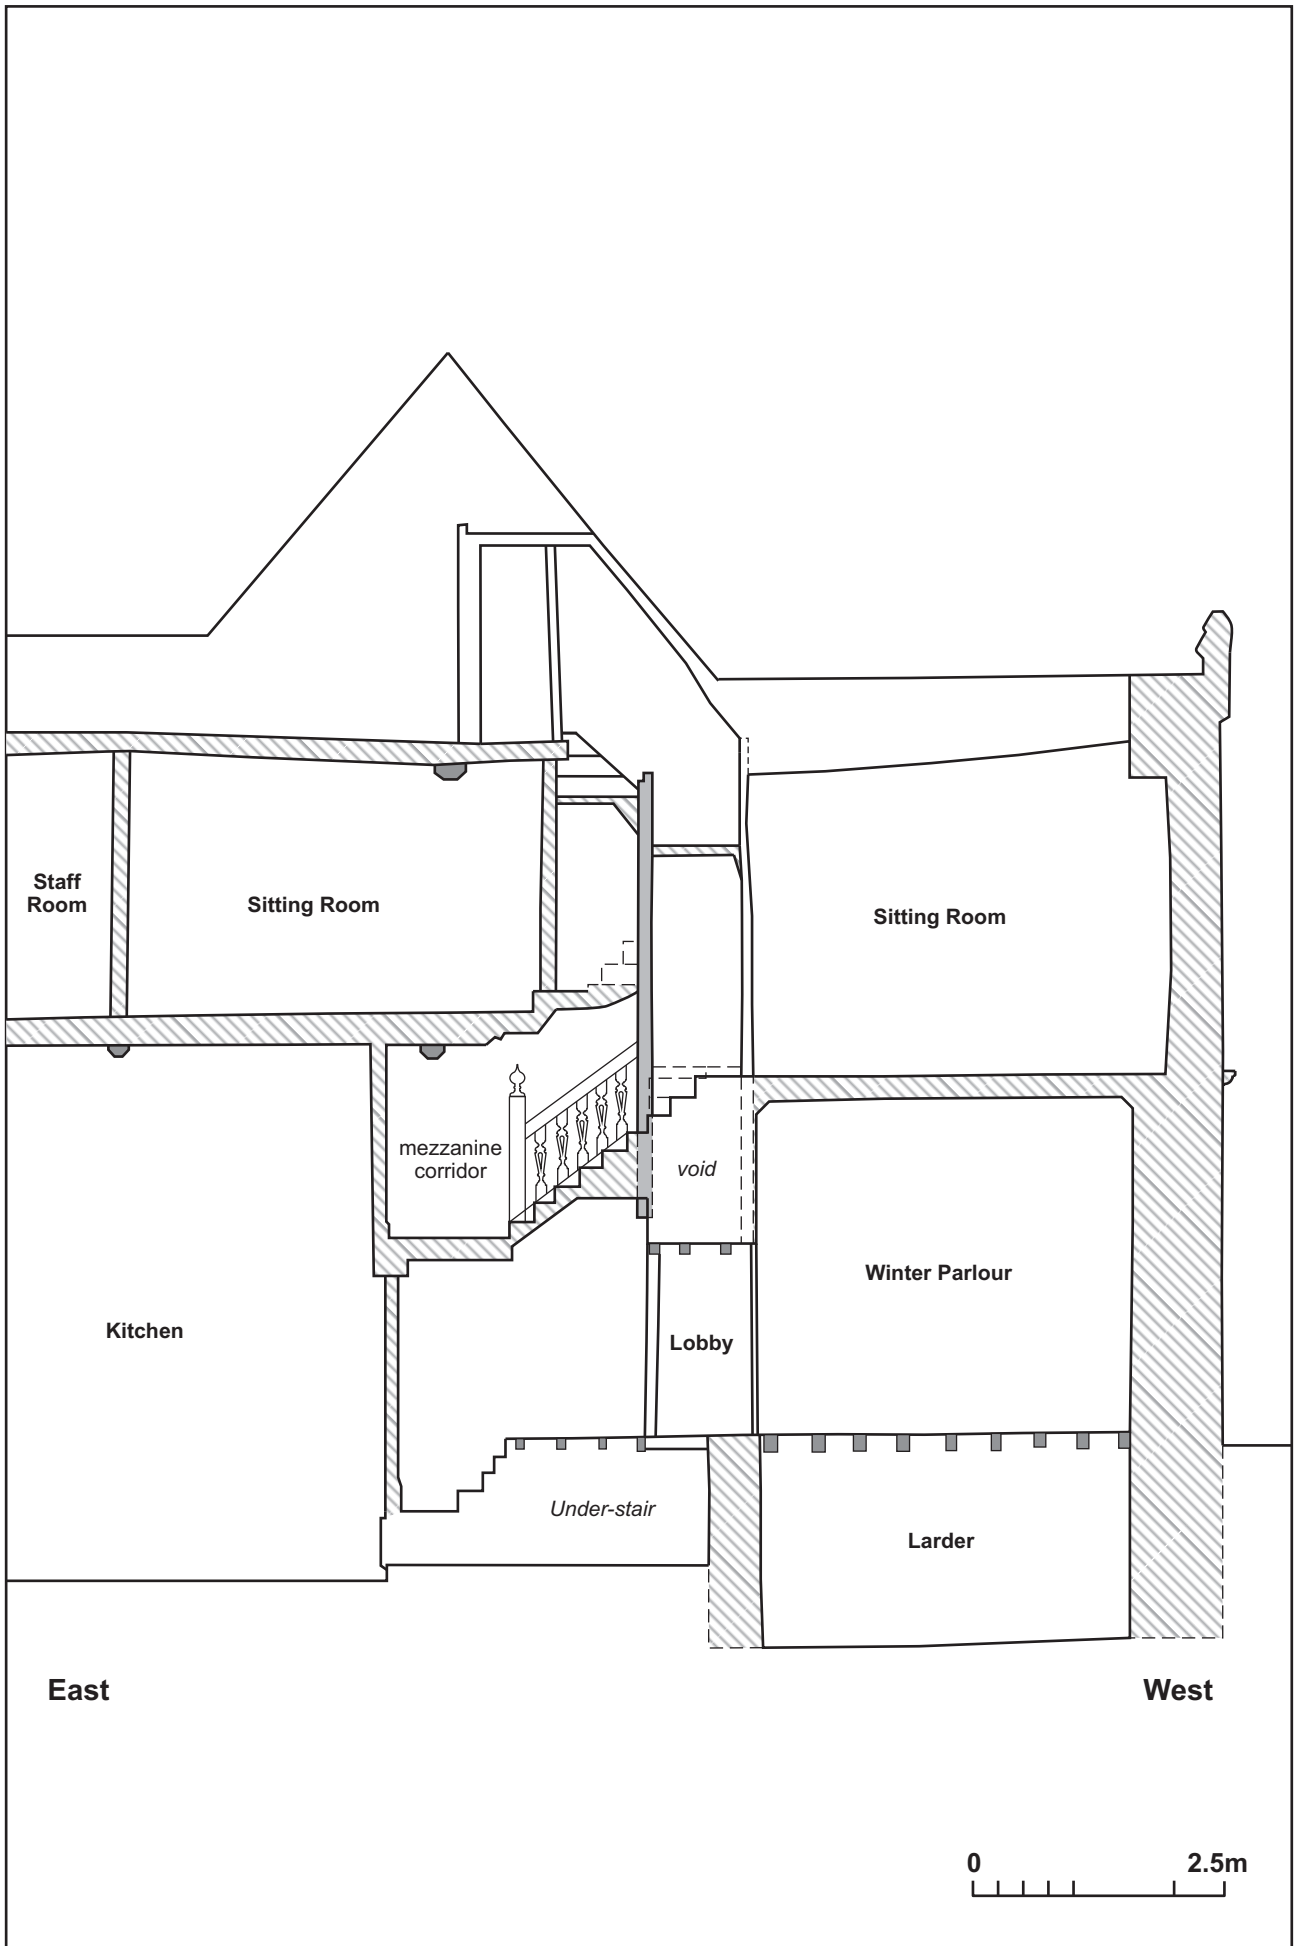 Staff
Room
Sitting Room
Sitting Room
mezzanine
corridor
void
Winter Parlour
Kitchen
Lobby
Under-stair
Larder
East
West
0
2.5m